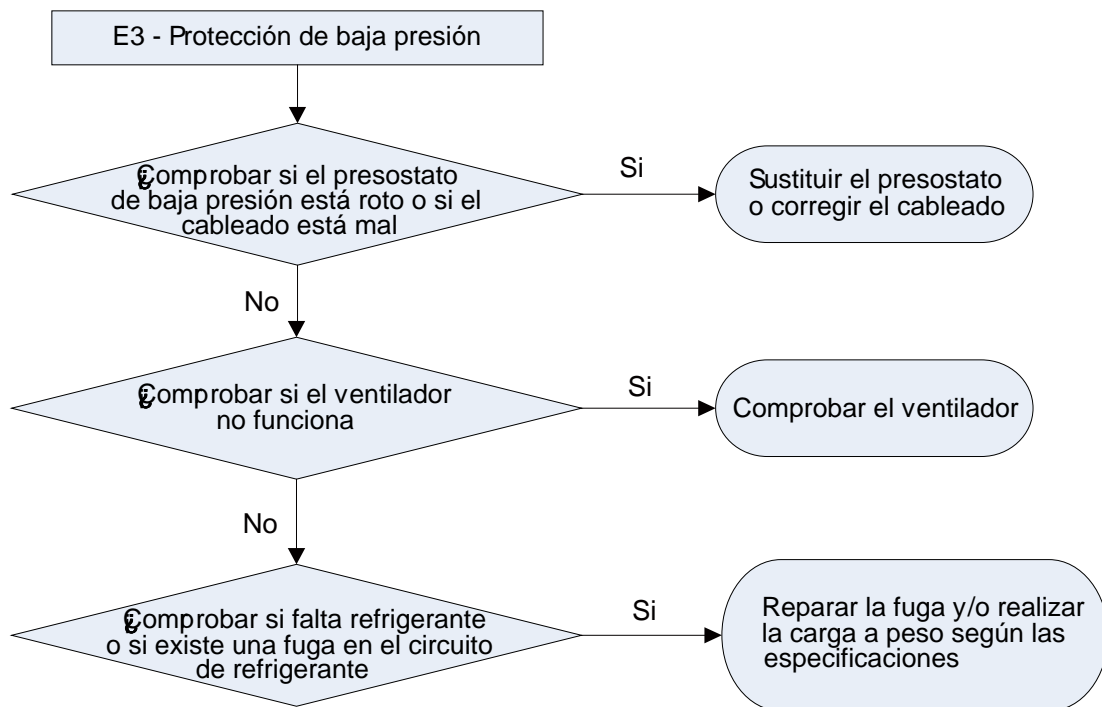 E3 - Protección de baja presión
¿Comprobar si el presostato
de baja presión está roto o si el
cableado está mal
Si
Sustituir el presostato
o corregir el cableado
No
¿Comprobar si el ventilador
no funciona
Si
Comprobar el ventilador
No
¿Comprobar si falta refrigerante
o si existe una fuga en el circuito
de refrigerante
Si
Reparar la fuga y/o realizar
la carga a peso según las
especificaciones